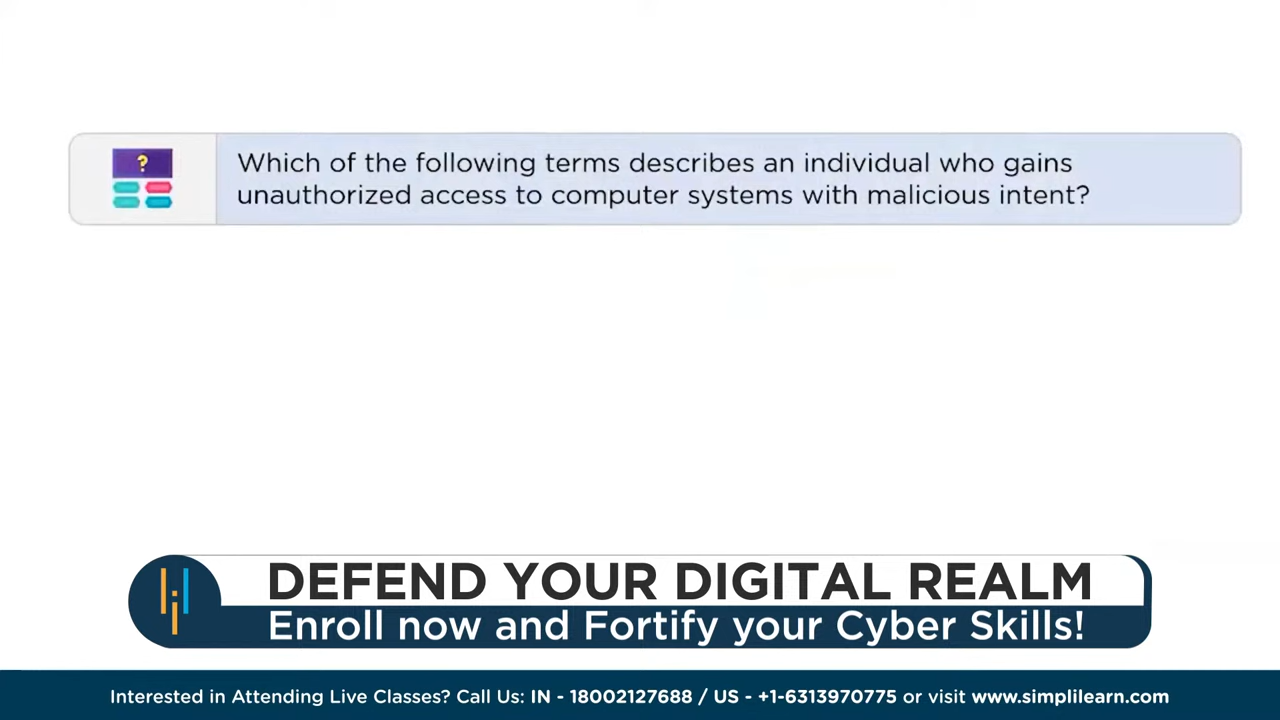 ?
Which of the following terms describes an individual who gains
unauthorized access to computer systems with malicious intent?
DEFEND YOUR DIGITAL REALM
Enroll now and Fortify your Cyber Skills!
Interested in Attending Live Classes? Call Us: IN - 18002127688 / US - +1-6313970775 or visit www.simplilearn.com